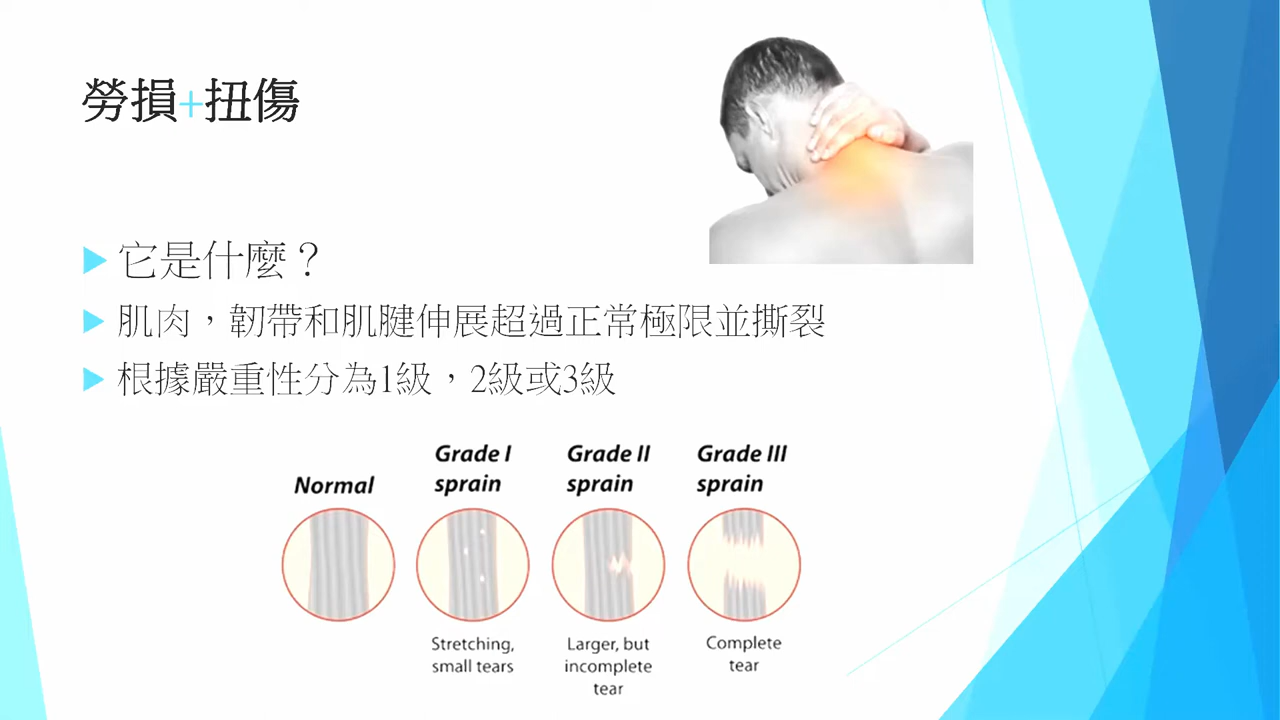 勞損+扭傷
它是什麼？
肌肉，韌帶和肌腱伸展超過正常極限並撕裂
根據嚴重性分為1級，2級或3級
Normal
Grade I
sprain
Grade II
sprain
Grade III
sprain
Stretching,
small tears
Larger, but
incomplete
tear
Complete
tear